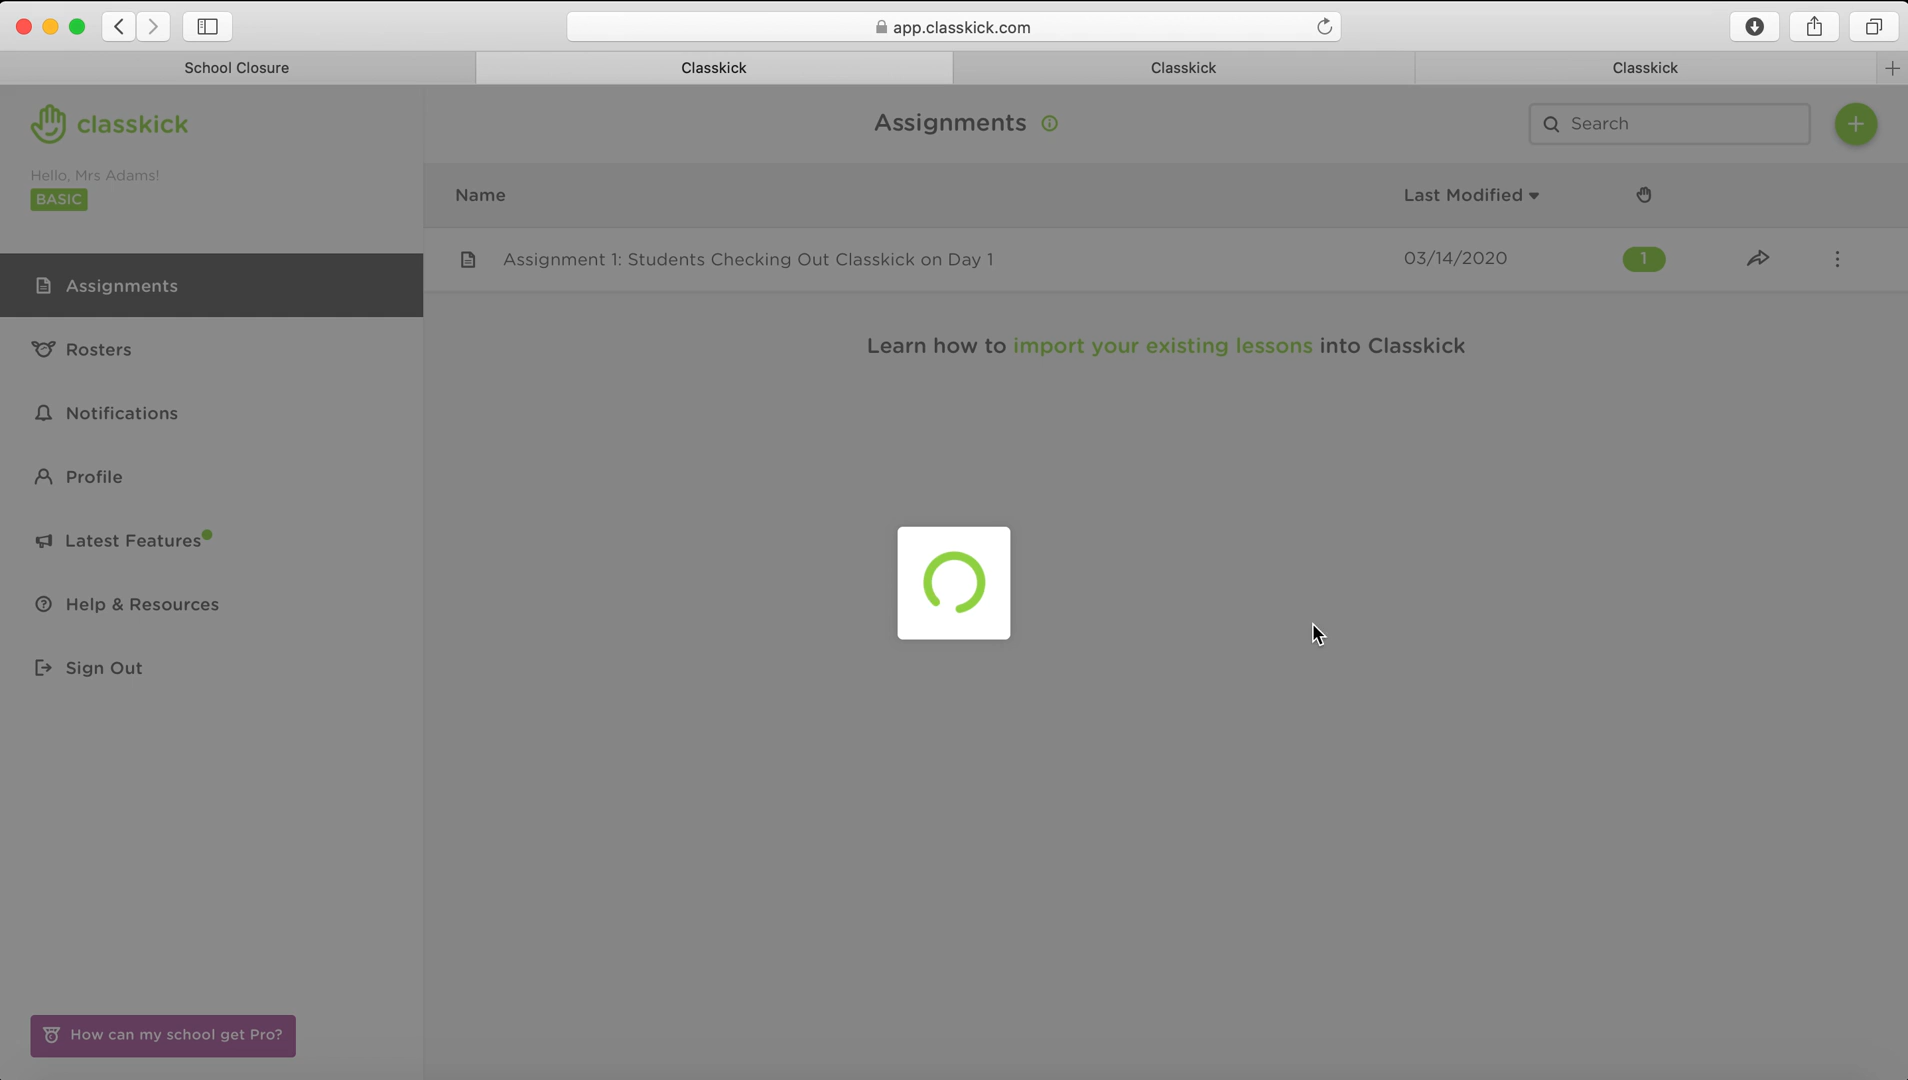 app.classkick.com
School Closure
Classkick
Classkick
Classkick
classkick
Assignments
Search
Hello, Mrs Adams!
BASIC
Name
Last Modified
Assignment 1: Students Checking Out Classkick on Day 1
03/14/2020
1
Assignments
Learn how to import your existing lessons into Classkick
Rosters
Notifications
Profile
Latest Features
Help & Resources
Sign Out
How can my school get Pro?